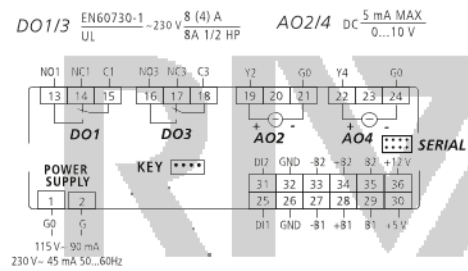 DO1/3 EN60730-1 ~230 V 8 (4) A AO2/4 DC 5 mA MAX
UL 8A 1/2 HP 0...10 V
NO1 NC1 C1 NO3 NC3 C3 Y2 G0 Y4 G0
13 14 15 16 17 18 19 20 21 22 23 24
DO1 DO3 + - AO2 + - AO4
SERIAL
POWER SUPPLY
KEY
DI2 GND -B2 +B2 B2 +12 V
31 32 33 34 35 36
1 2 25 26 27 28 29 30
G0 G DI1 GND -B1 +B1 B1 +5 V
115 V~ 90 mA
230 V~ 45 mA 50...60Hz